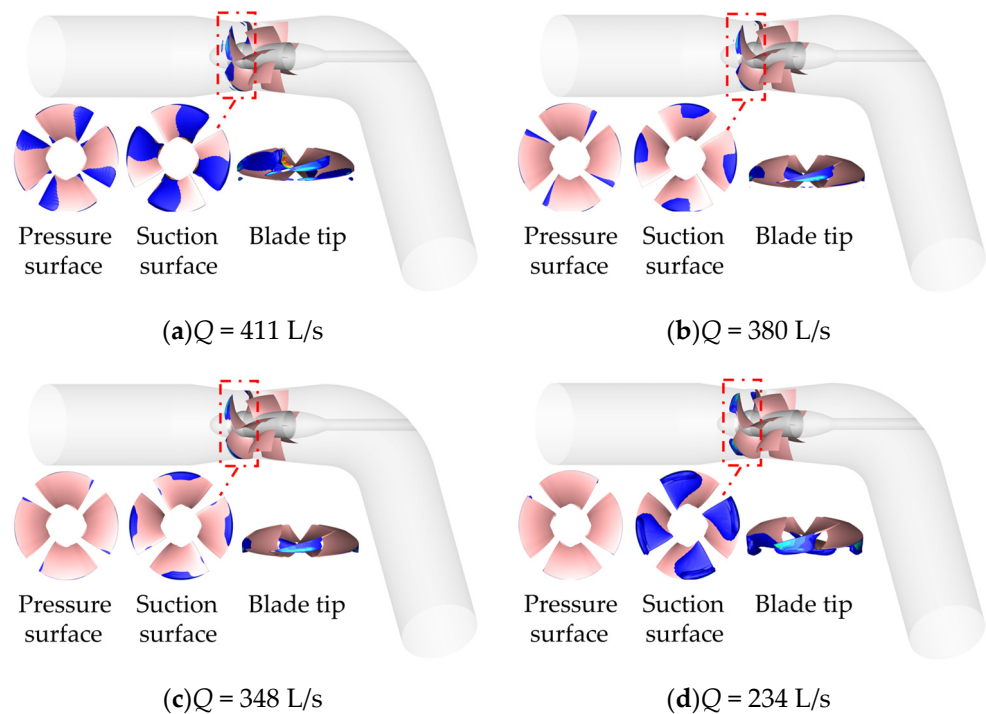 Pressure surface Suction surface Blade tip
(a)Q = 411 L/s
Pressure surface Suction surface Blade tip
(b)Q = 380 L/s
Pressure surface Suction surface Blade tip
(c)Q = 348 L/s
Pressure surface Suction surface Blade tip
(d)Q = 234 L/s